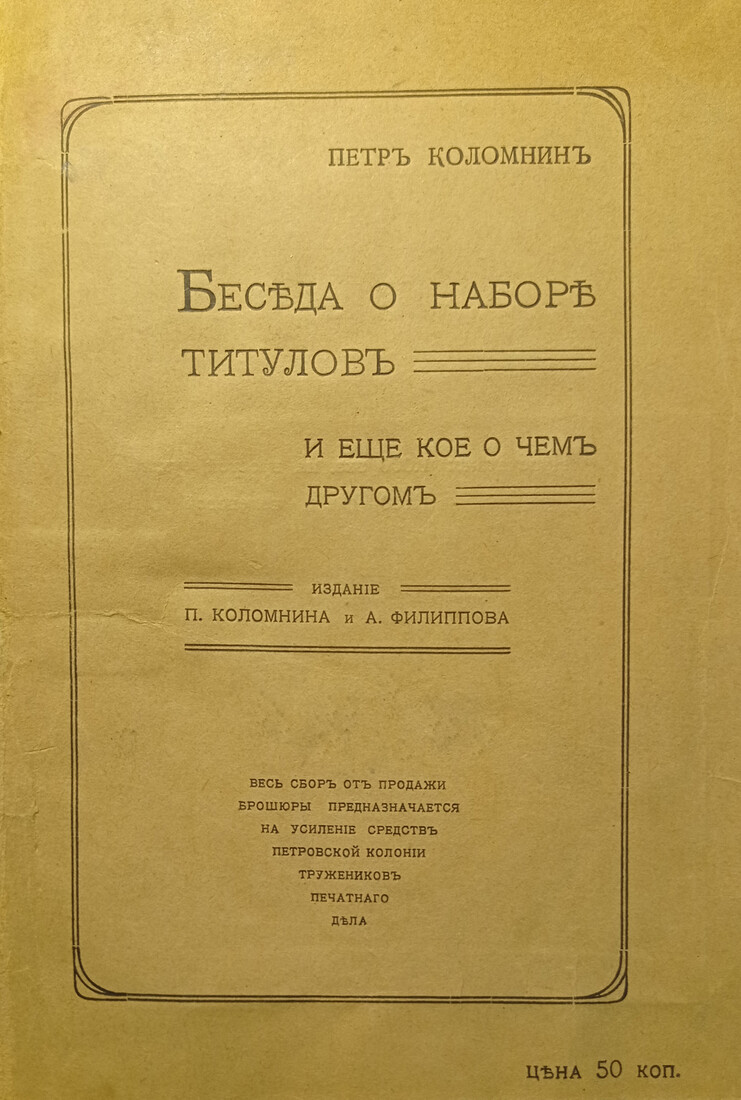 ПЕТРЪ КОЛОМНИНЪ
БЕСѢДА О НАБОРѢ
ТИТУЛОВЪ
И ЕЩЕ КОЕ О ЧЕМЪ
ДРУГОМЪ
ИЗДАНІЕ
П. КОЛОМНИНА и А. ФИЛИППОВА
ВЕСЬ СБОРЪ ОТЪ ПРОДАЖИ
БРОШЮРЫ ПРЕДНАЗНАЧАЕТСЯ
НА УСИЛЕНІЕ СРЕДСТВЪ
ПЕТРОВСКОЙ КОЛОНІИ
ТРУЖЕНИКОВЪ
ПЕЧАТНАГО
ДѢЛА
ЦѢНА 50 КОП.